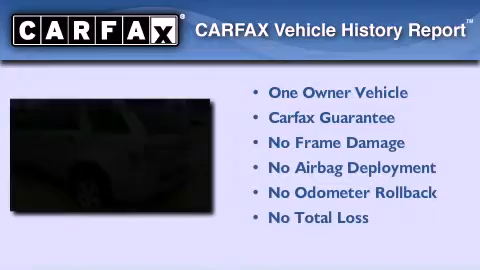 CARFAX® CARFAX Vehicle History Report™
• One Owner Vehicle
• Carfax Guarantee
• No Frame Damage
• No Airbag Deployment
• No Odometer Rollback
• No Total Loss